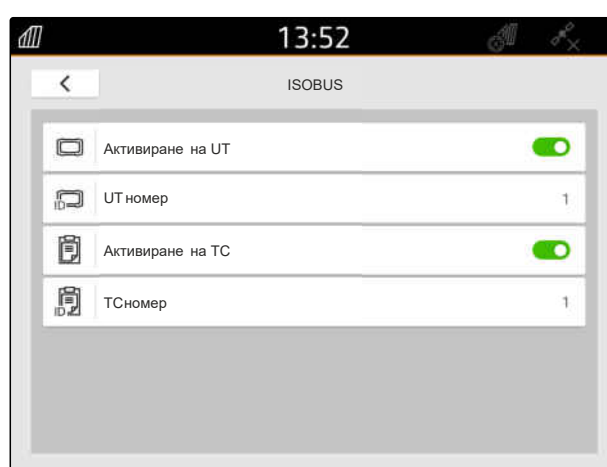 13:52
ISOBUS
Активиране на UT
UT номер 1
Активиране на TC
TCномер 1